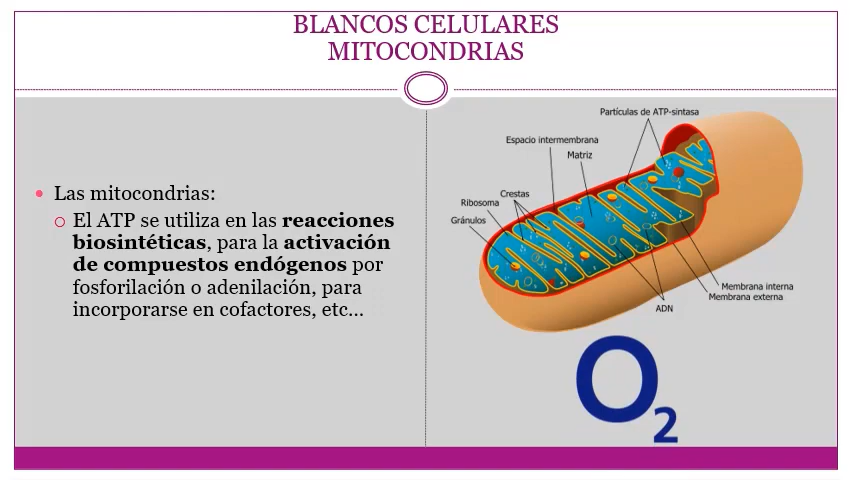 BLANCOS CELULARES
MITOCONDRIAS
Las mitocondrias:
El ATP se utiliza en las reacciones
biosintéticas, para la activación
de compuestos endógenos por
fosforilación o adenilación, para
incorporarse en cofactores, etc…
Partículas de ATP-sintasa
Espacio intermembrana
Matriz
Crestas
Ribosoma
Gránulos
Membrana interna
Membrana externa
ADN
O2